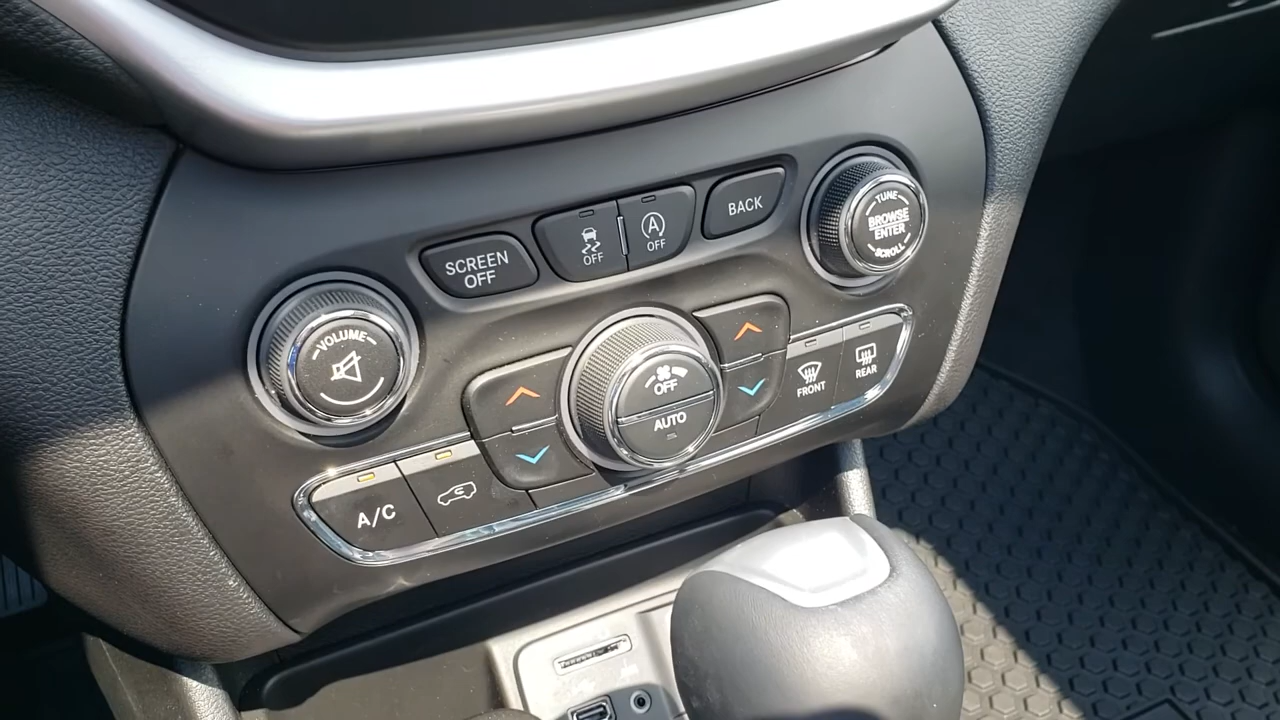 SCREEN
OFF
OFF
A
OFF
BACK
TUNE
BROWSE
ENTER
SCROLL
VOLUME
OFF
AUTO
FRONT
REAR
A/C